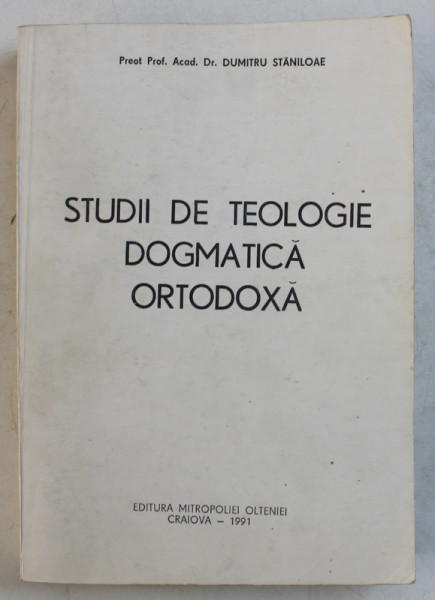 Preot Prof. Acad. Dr. DUMITRU STĂNILOAE
STUDII DE TEOLOGIE
DOGMATICĂ
ORTODOXĂ
EDITURA MITROPOLIEI OLTENIEI
CRAIOVA – 1991